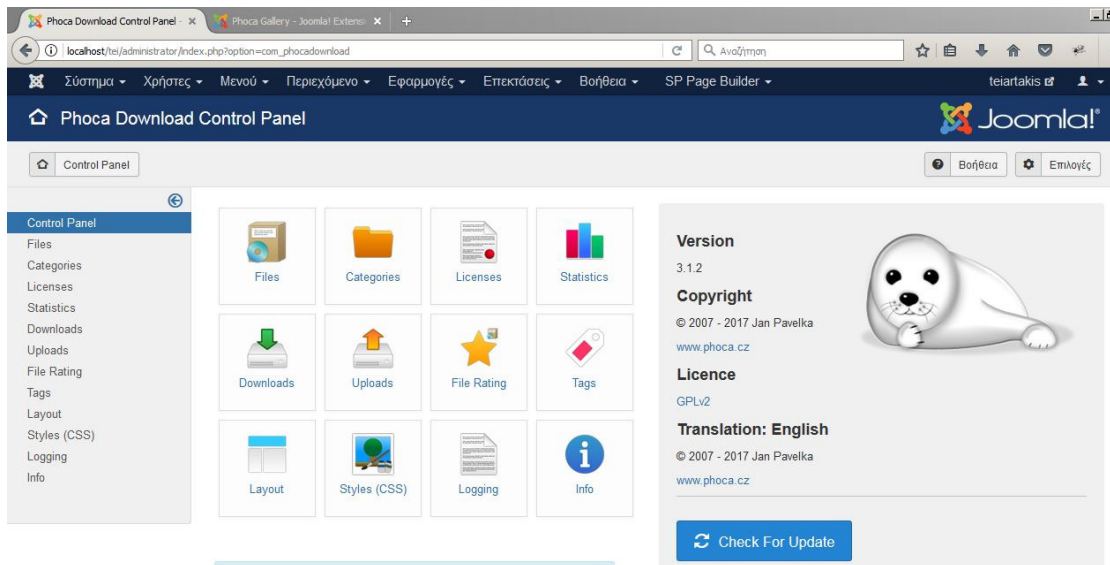 Phoca Download Control Panel -
Phoca Gallery - Joomla! Extensi
localhost/tei/administrator/index.php?option=com_phocadownload
Αναζήτηση
Σύστημα Χρήστες Μενού Περιεχόμενο Εφαρμογές Επεκτάσεις Βοήθεια SP Page Builder teiartakis
Phoca Download Control Panel
Joomla!®
Control Panel
Βοήθεια
Επιλογές
Control Panel
Files
Categories
Licenses
Statistics
Downloads
Uploads
File Rating
Tags
Layout
Styles (CSS)
Logging
Info
Files Categories Licenses Statistics
Downloads Uploads File Rating Tags
Layout Styles (CSS) Logging Info
Version
3.1.2
Copyright
© 2007 - 2017 Jan Pavelka
www.phoca.cz
Licence
GPLv2
Translation: English
© 2007 - 2017 Jan Pavelka
www.phoca.cz
Check For Update